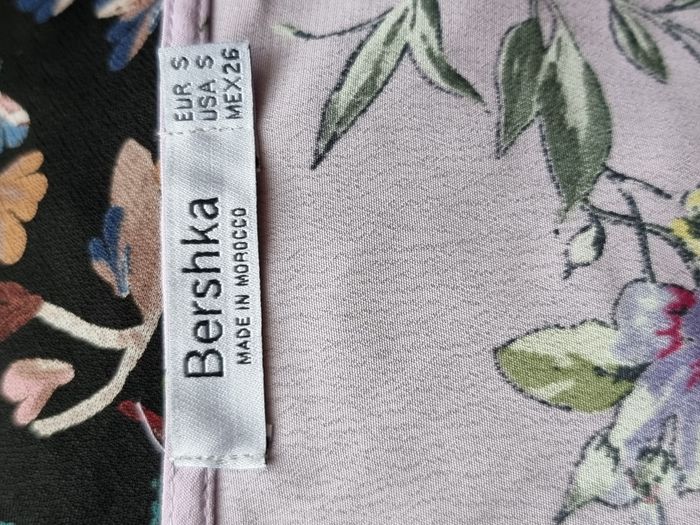 EUR S
USA S
MEX 26
Bershka
MADE IN MOROCCO